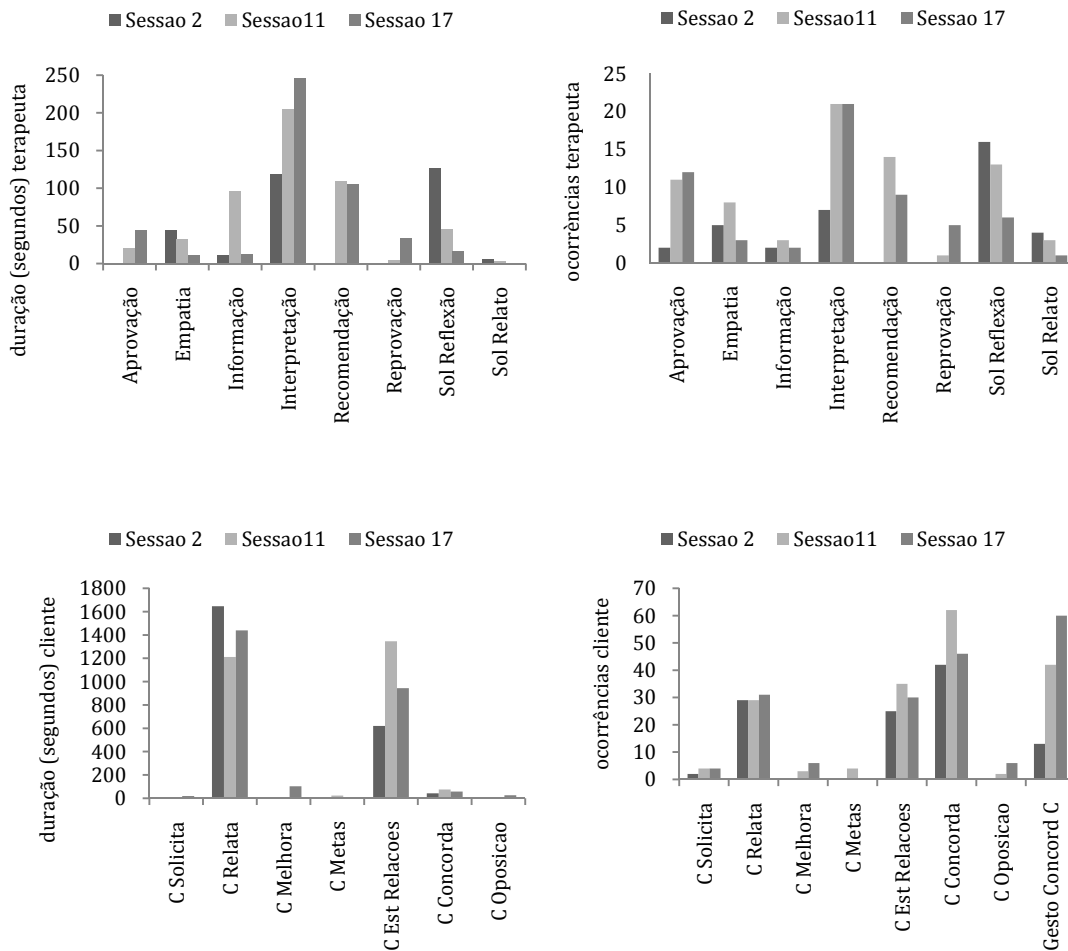 Sessao 2 Sessao11 Sessao 17
duração (segundos) terapeuta
250
200
150
100
50
0
Aprovação
Empatia
Informação
Interpretação
Recomendação
Reprovação
Sol Reflexão
Sol Relato
Sessao 2 Sessao11 Sessao 17
ocorrèncias terapeuta
25
20
15
10
5
0
Aprovação
Empatia
Informação
Interpretação
Recomendação
Reprovação
Sol Reflexão
Sol Relato
Sessao 2 Sessao11 Sessao 17
duração (segundos) cliente
1800
1600
1400
1200
1000
800
600
400
200
0
C Solicita
C Relata
C Melhora
C Metas
C Est Relacoes
C Concorda
C Oposicao
Sessao 2 Sessao11 Sessao 17
ocorrências cliente
70
60
50
40
30
20
10
0
C Solicita
C Relata
C Melhora
C Metas
C Est Relacoes
C Concorda
C Oposicao
Gesto Concord C